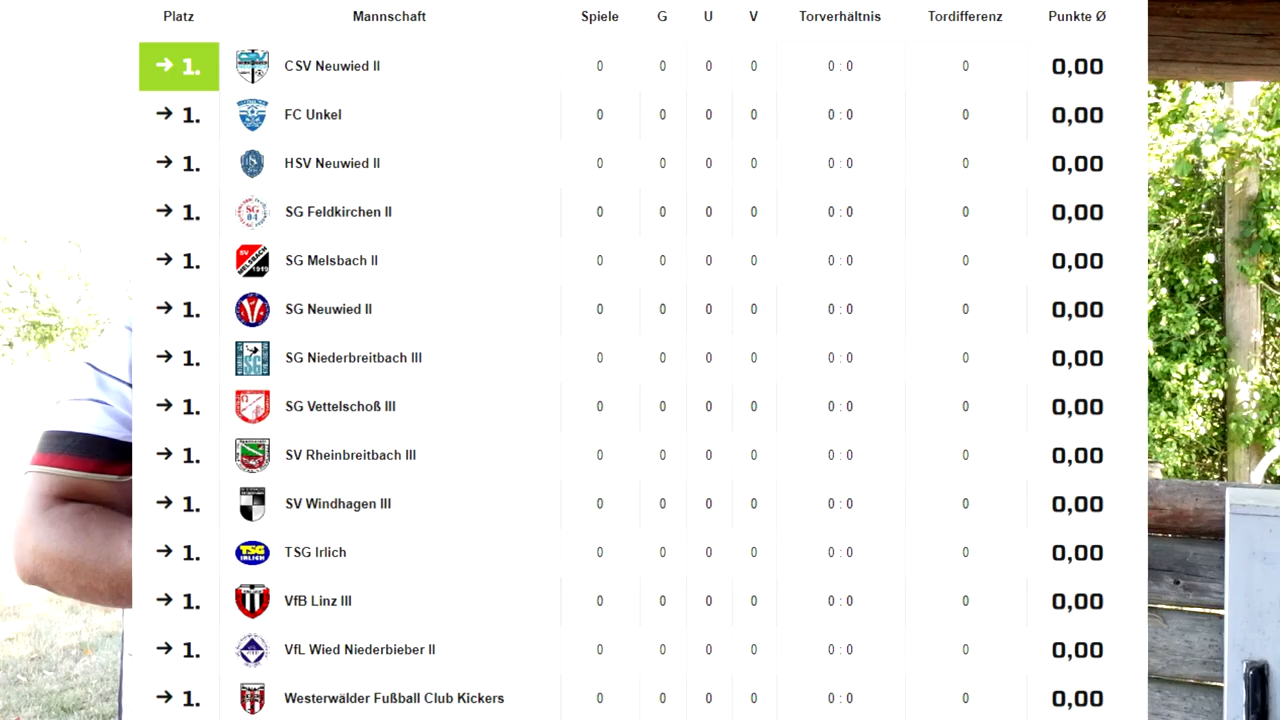 Platz Mannschaft Spiele G U V Torverhältnis Tordifferenz Punkte Ø
→ 1. CSV Neuwied II 0 0 0 0 0 : 0 0 0,00
→ 1. FC Unkel 0 0 0 0 0 : 0 0 0,00
→ 1. HSV Neuwied II 0 0 0 0 0 : 0 0 0,00
→ 1. SG Feldkirchen II 0 0 0 0 0 : 0 0 0,00
→ 1. SG Melsbach II 0 0 0 0 0 : 0 0 0,00
→ 1. SG Neuwied II 0 0 0 0 0 : 0 0 0,00
→ 1. SG Niederbreitbach III 0 0 0 0 0 : 0 0 0,00
→ 1. SG Vettelschoß III 0 0 0 0 0 : 0 0 0,00
→ 1. SV Rheinbreitbach III 0 0 0 0 0 : 0 0 0,00
→ 1. SV Windhagen III 0 0 0 0 0 : 0 0 0,00
→ 1. TSG IRLICH TSG Irlich 0 0 0 0 0 : 0 0 0,00
→ 1. VfB Linz III 0 0 0 0 0 : 0 0 0,00
→ 1. VfL Wied Niederbieber II 0 0 0 0 0 : 0 0 0,00
→ 1. Westerwälder Fußball Club Kickers 0 0 0 0 0 : 0 0 0,00